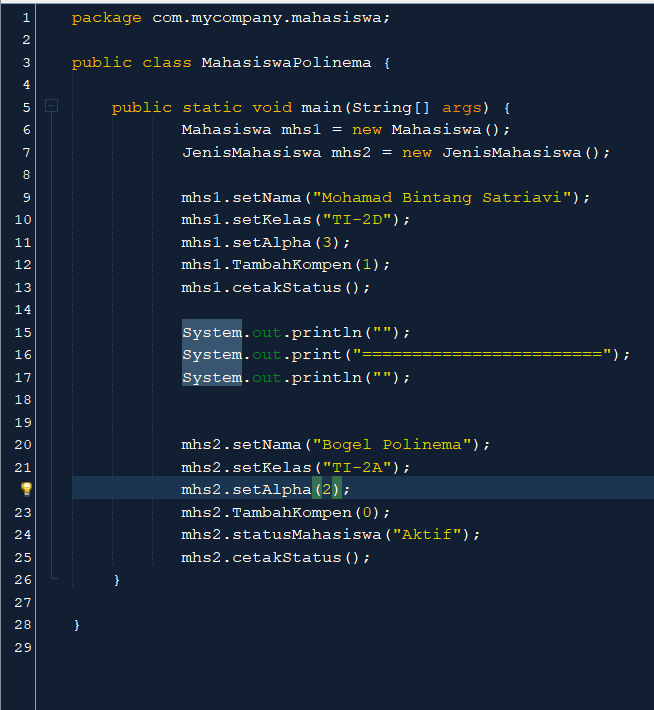 1 package com.mycompany.mahasiswa;
2
3 public class MahasiswaPolinema {
4
5 public static void main(String[] args) {
6 Mahasiswa mhs1 = new Mahasiswa();
7 JenisMahasiswa mhs2 = new JenisMahasiswa();
8
9 mhs1.setNama("Mohamad Bintang Satriavi");
10 mhs1.setKelas("TI-2D");
11 mhs1.setAlpha(3);
12 mhs1.TambahKompen(1);
13 mhs1.cetakStatus();
14
15 System.out.println("");
16 System.out.print("========================");
17 System.out.println("");
18
19
20 mhs2.setNama("Bogel Polinema");
21 mhs2.setKelas("TI-2A");
mhs2.setAlpha(2);
23 mhs2.TambahKompen(0);
24 mhs2.statusMahasiswa("Aktif");
25 mhs2.cetakStatus();
26 }
27
28 }
29